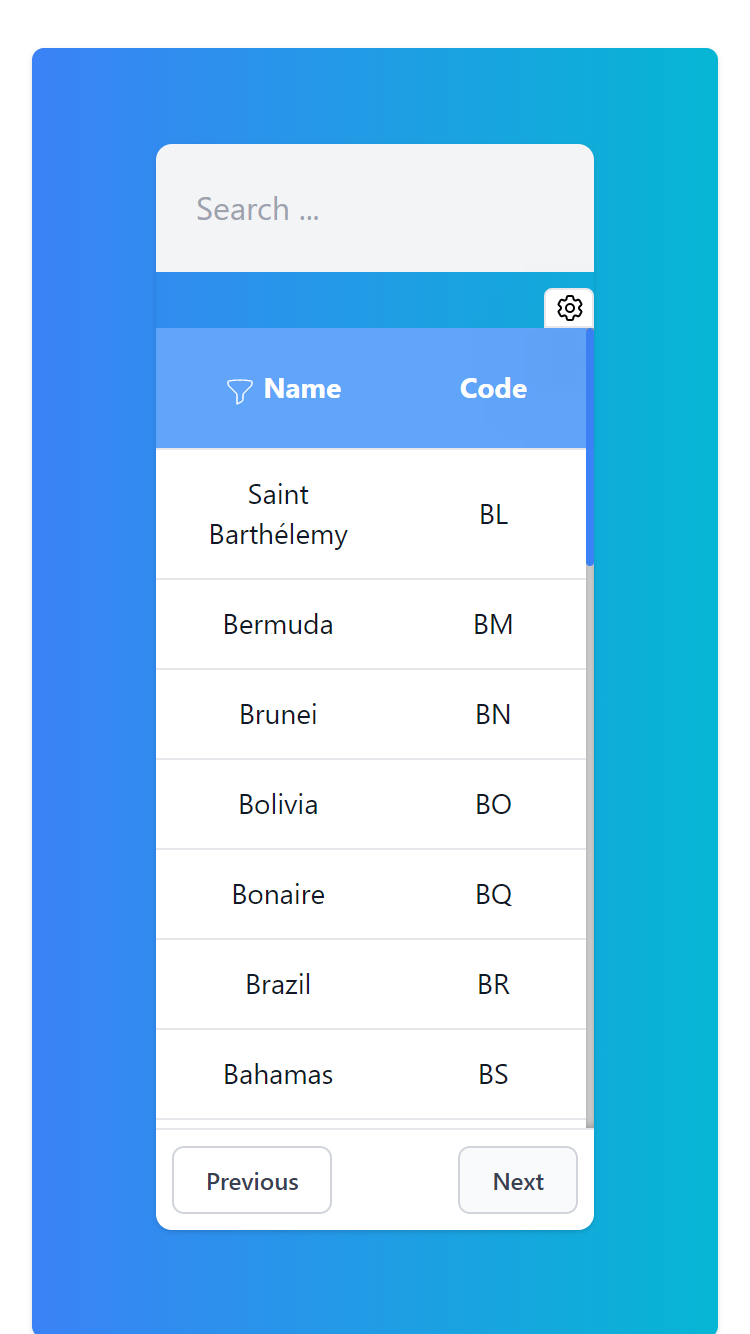 Search ...
Name Code
Saint
Barthélemy BL
Bermuda BM
Brunei BN
Bolivia BO
Bonaire BQ
Brazil BR
Bahamas BS
Previous Next